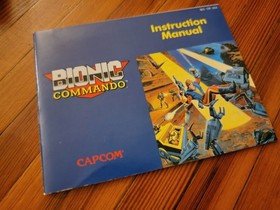 Instruction
Manual
BIONIC
COMMANDO
CAPCOM